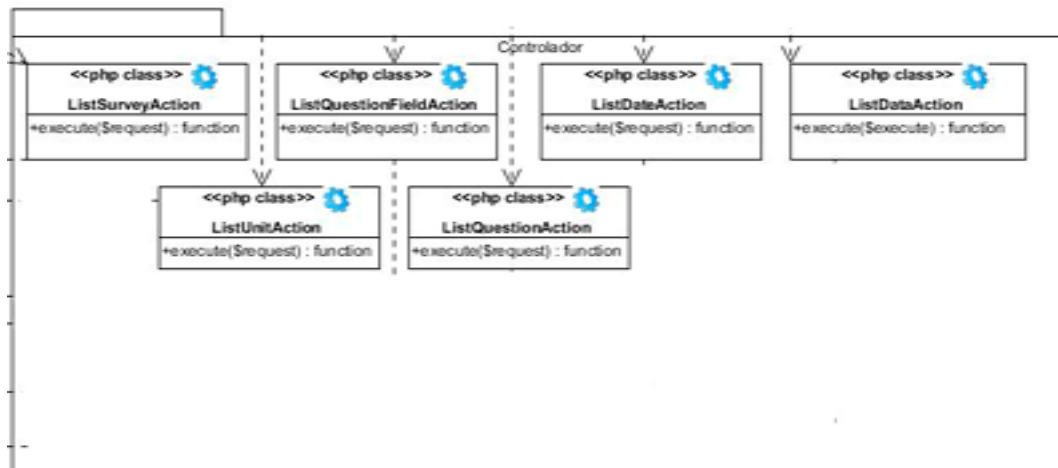 Controlador
<<php class>>
ListSurveyAction
+execute($request) : function
<<php class>>
ListQuestionFieldAction
+execute($request) : function
<<php class>>
ListDateAction
+execute($request) : function
<<php class>>
ListDataAction
+execute($execute) : function
<<php class>>
ListUnitAction
+execute($request) : function
<<php class>>
ListQuestionAction
+execute($request) : function